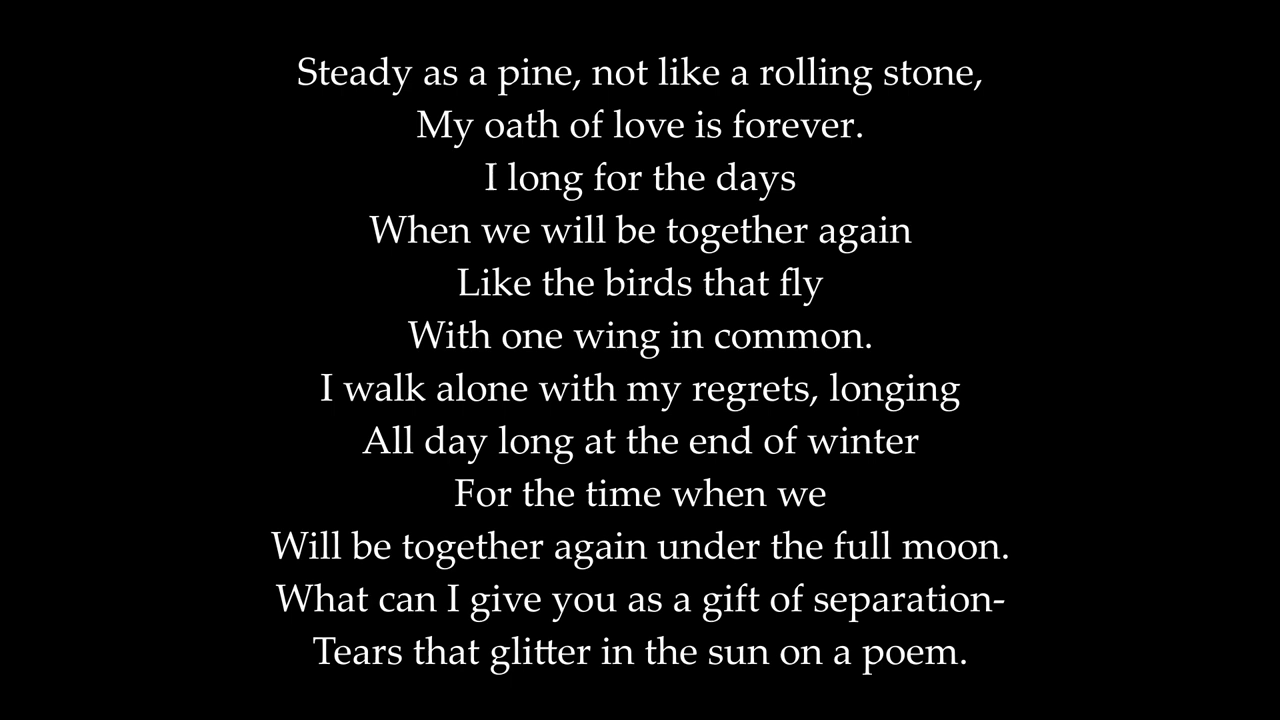 Steady as a pine, not like a rolling stone,
My oath of love is forever.
I long for the days
When we will be together again
Like the birds that fly
With one wing in common.
I walk alone with my regrets, longing
All day long at the end of winter
For the time when we
Will be together again under the full moon.
What can I give you as a gift of separation-
Tears that glitter in the sun on a poem.